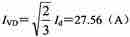 I_VD = √(2/3) I_d = 27.56 （A）